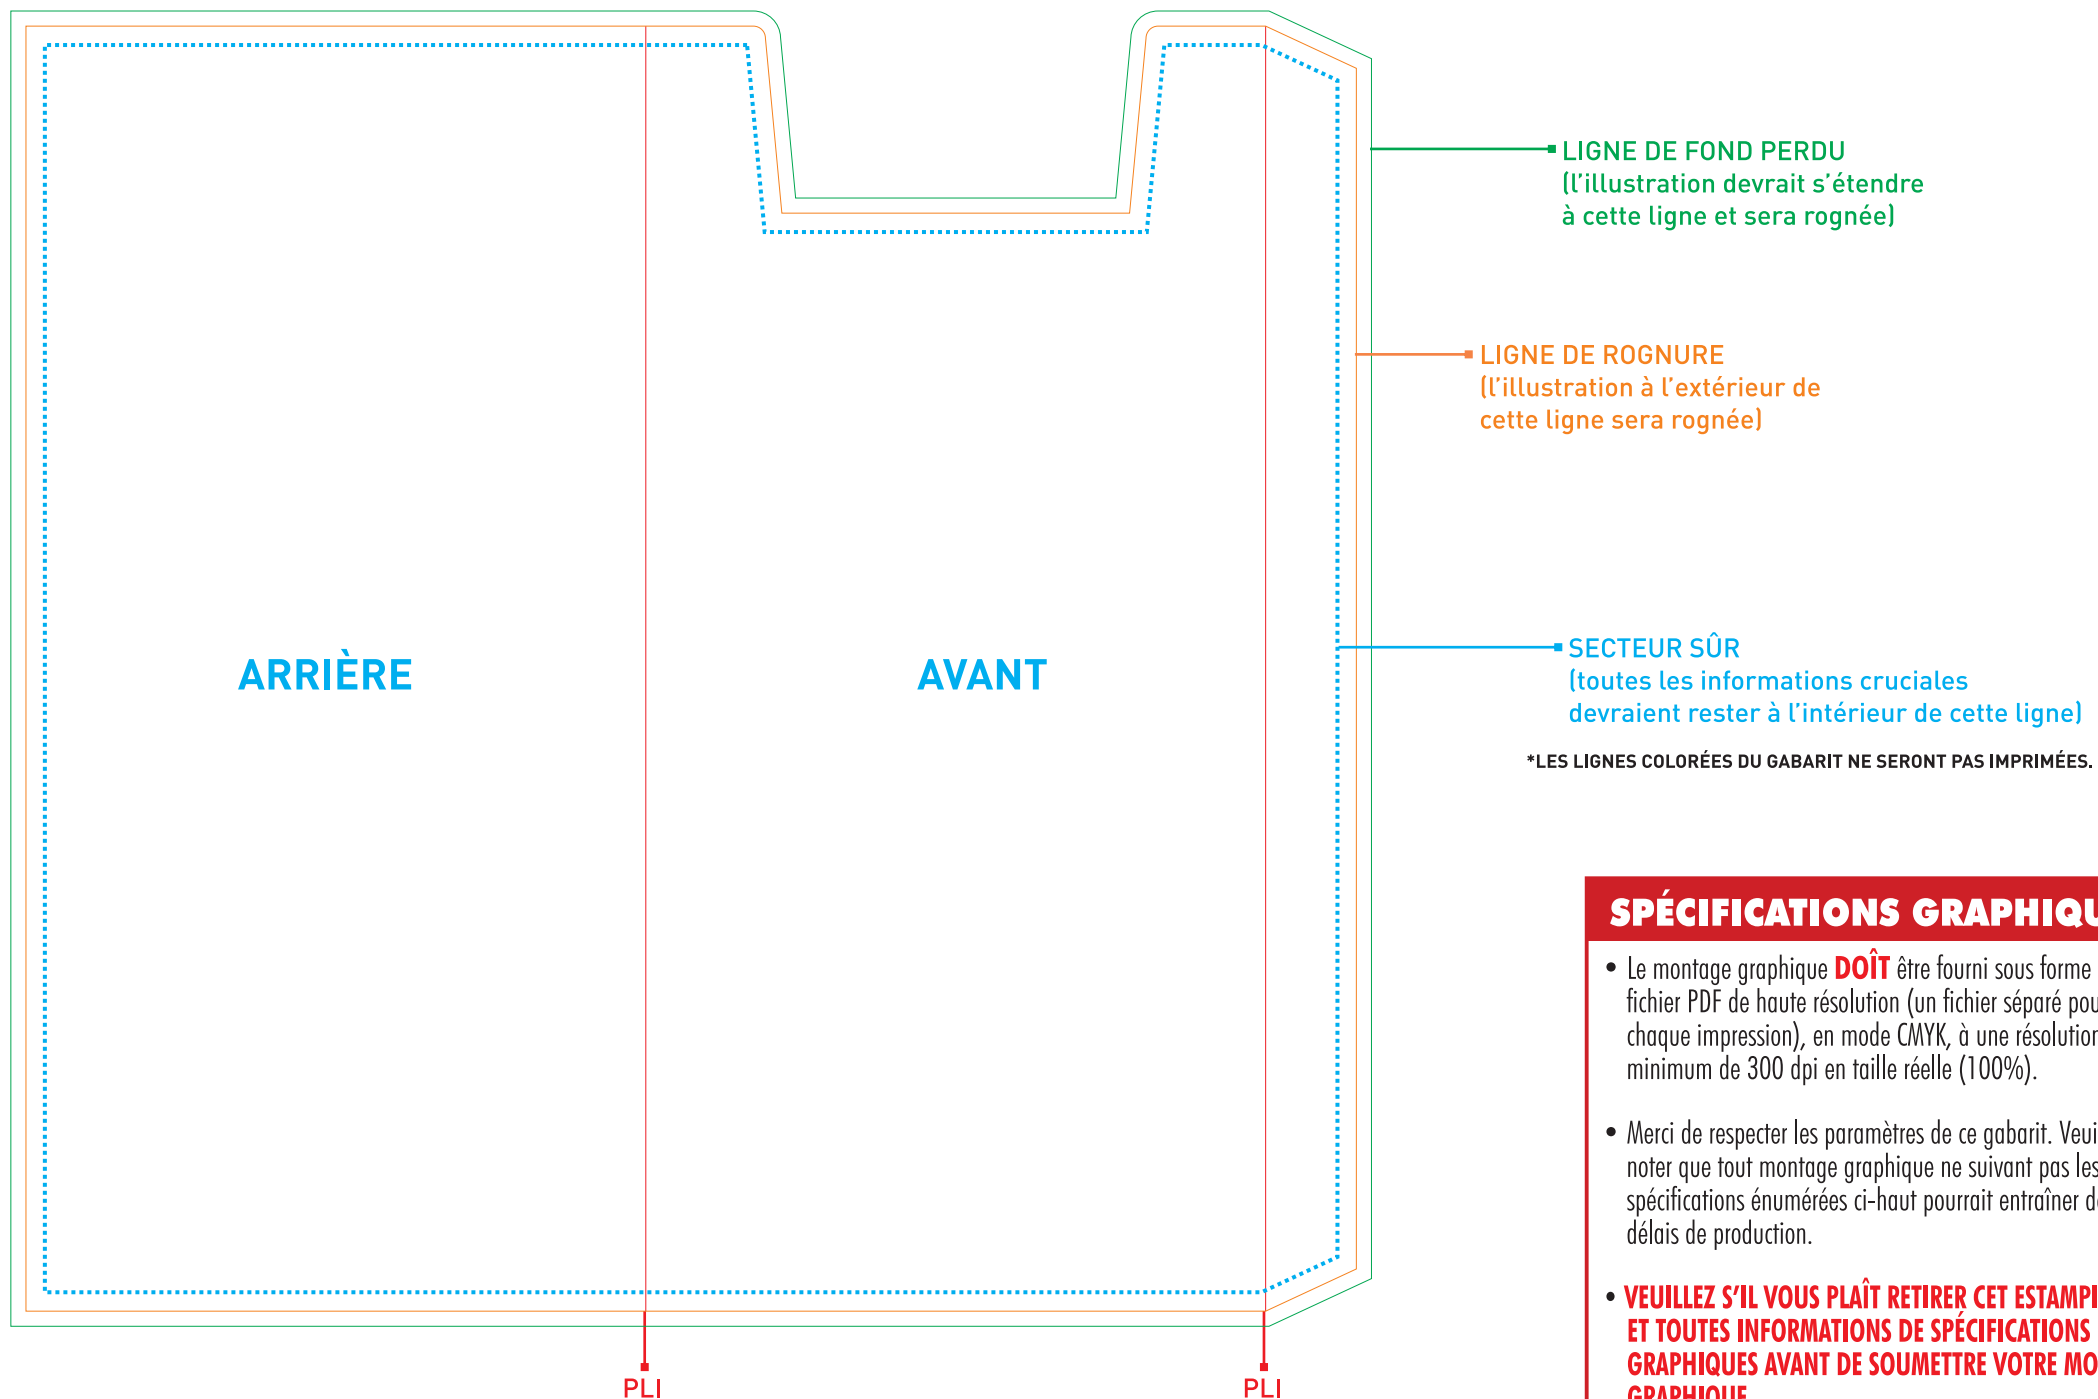 LIGNE DE FOND PERDU
(l'illustration devrait s'étendre
à cette ligne et sera rognée)
LIGNE DE ROGNURE
(l'illustration à l'extérieur de
cette ligne sera rognée)
ARRIÈRE
AVANT
SECTEUR SÛR
(toutes les informations cruciales
devraient rester à l'intérieur de cette ligne)
*LES LIGNES COLORÉES DU GABARIT NE SERONT PAS IMPRIMÉES.
SPÉCIFICATIONS
• Le montage graphique DOÎT être fourni sous forme
fichier PDF de haute résolution (un fichier séparé
chaque impression), en mode CMYK, à une résolution
minimum de 300 dpi en taille réelle (100%).
• Merci de respecter les paramètres de ce gabarit.
noter que tout montage graphique ne suivant pas les
spécifications énumérées ci-haut pourrait entraîner
délais de production.
• VEUILLEZ S'IL VOUS PLAÎT RETIRER CET
ET TOUTES INFORMATIONS DE SPÉCIFICATIONS
GRAPHIQUES AVANT DE SOUMETTRE VOTRE
GRAPHIQUE
PLI
PLI